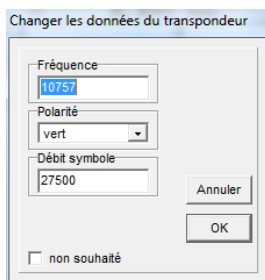 Changer les données du transpondeur
Fréquence
10757
Polarité
vert
Débit symbole
27500
Annuler
OK
non souhaité